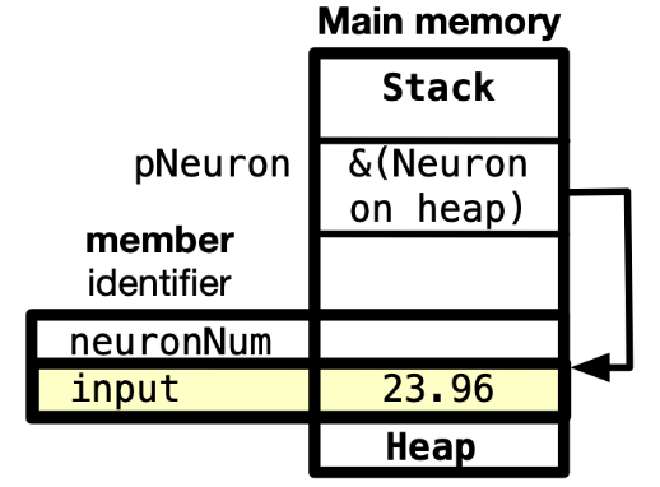 Main memory
Stack
pNeuron
&(Neuron
on heap)
member
identifier
neuronNum
input
23.96
Heap